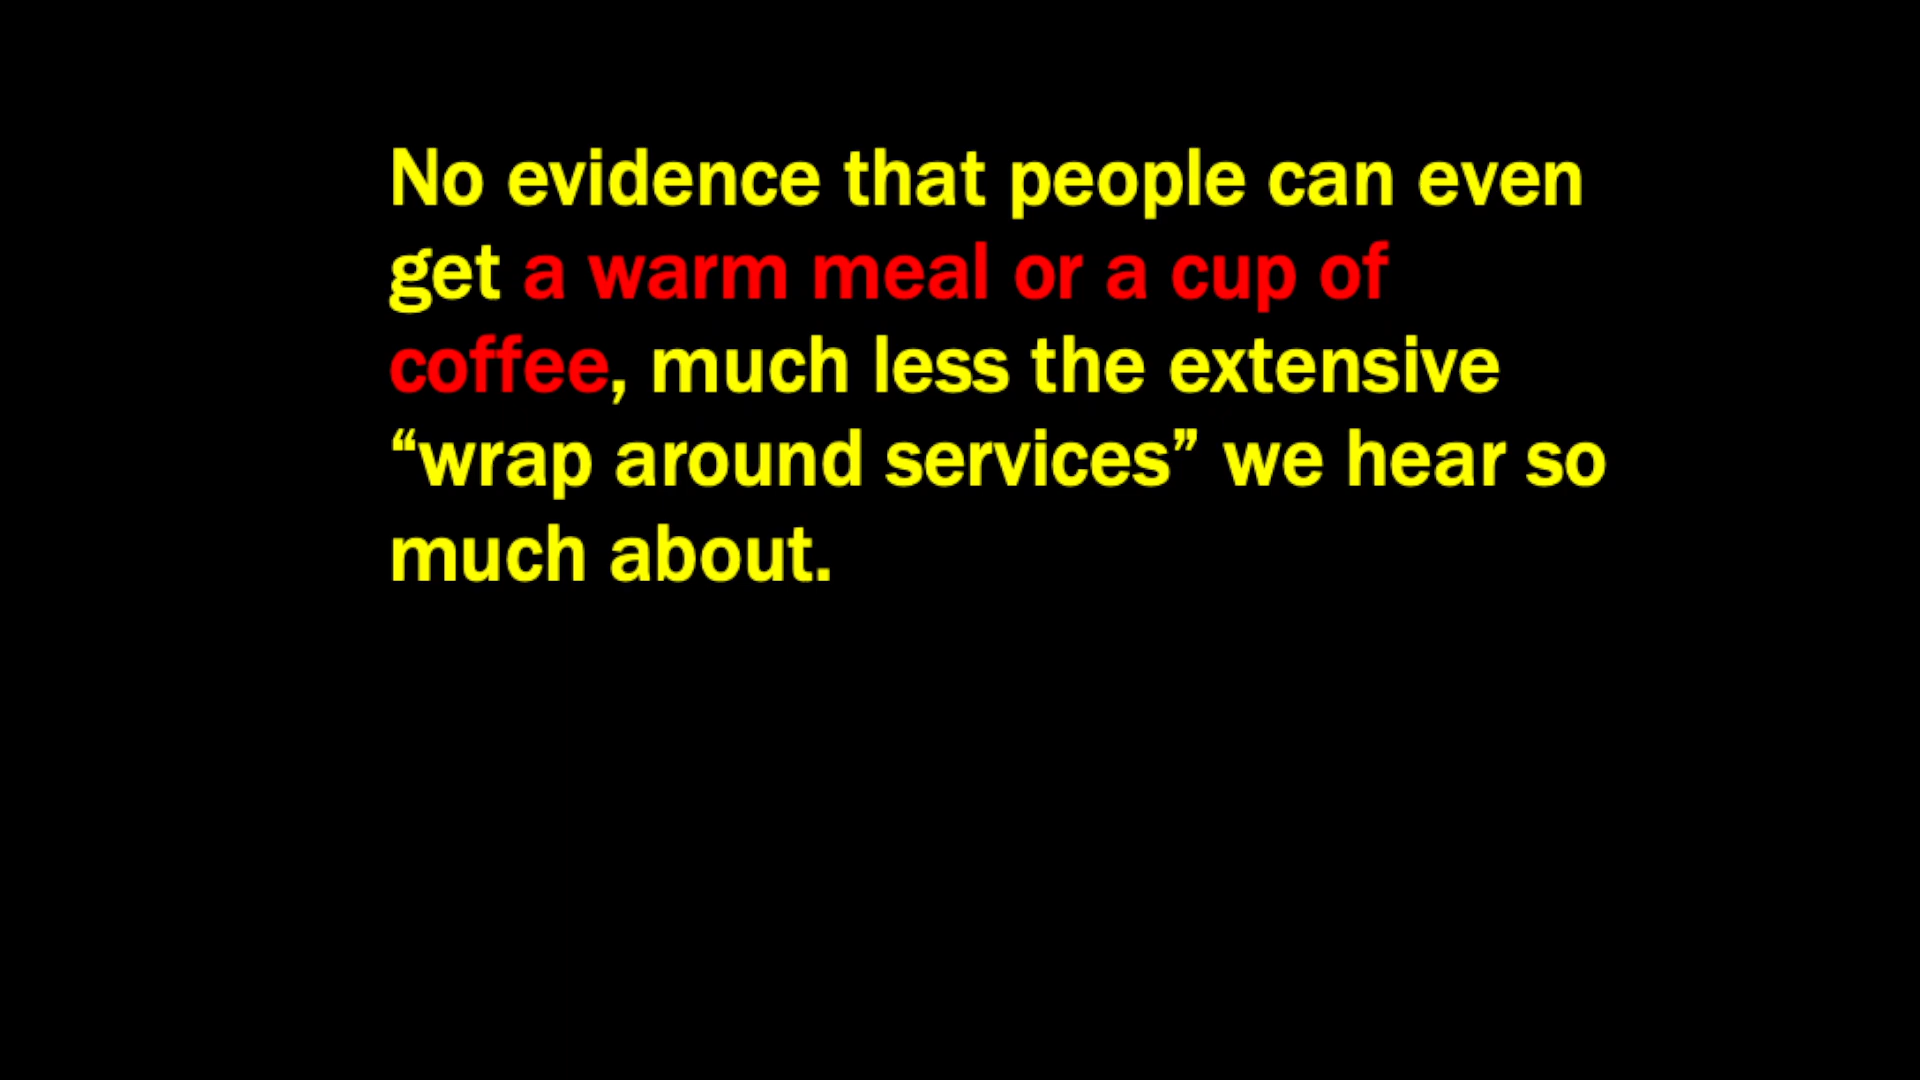 No evidence that people can even
get a warm meal or a cup of
coffee, much less the extensive
“wrap around services” we hear so
much about.